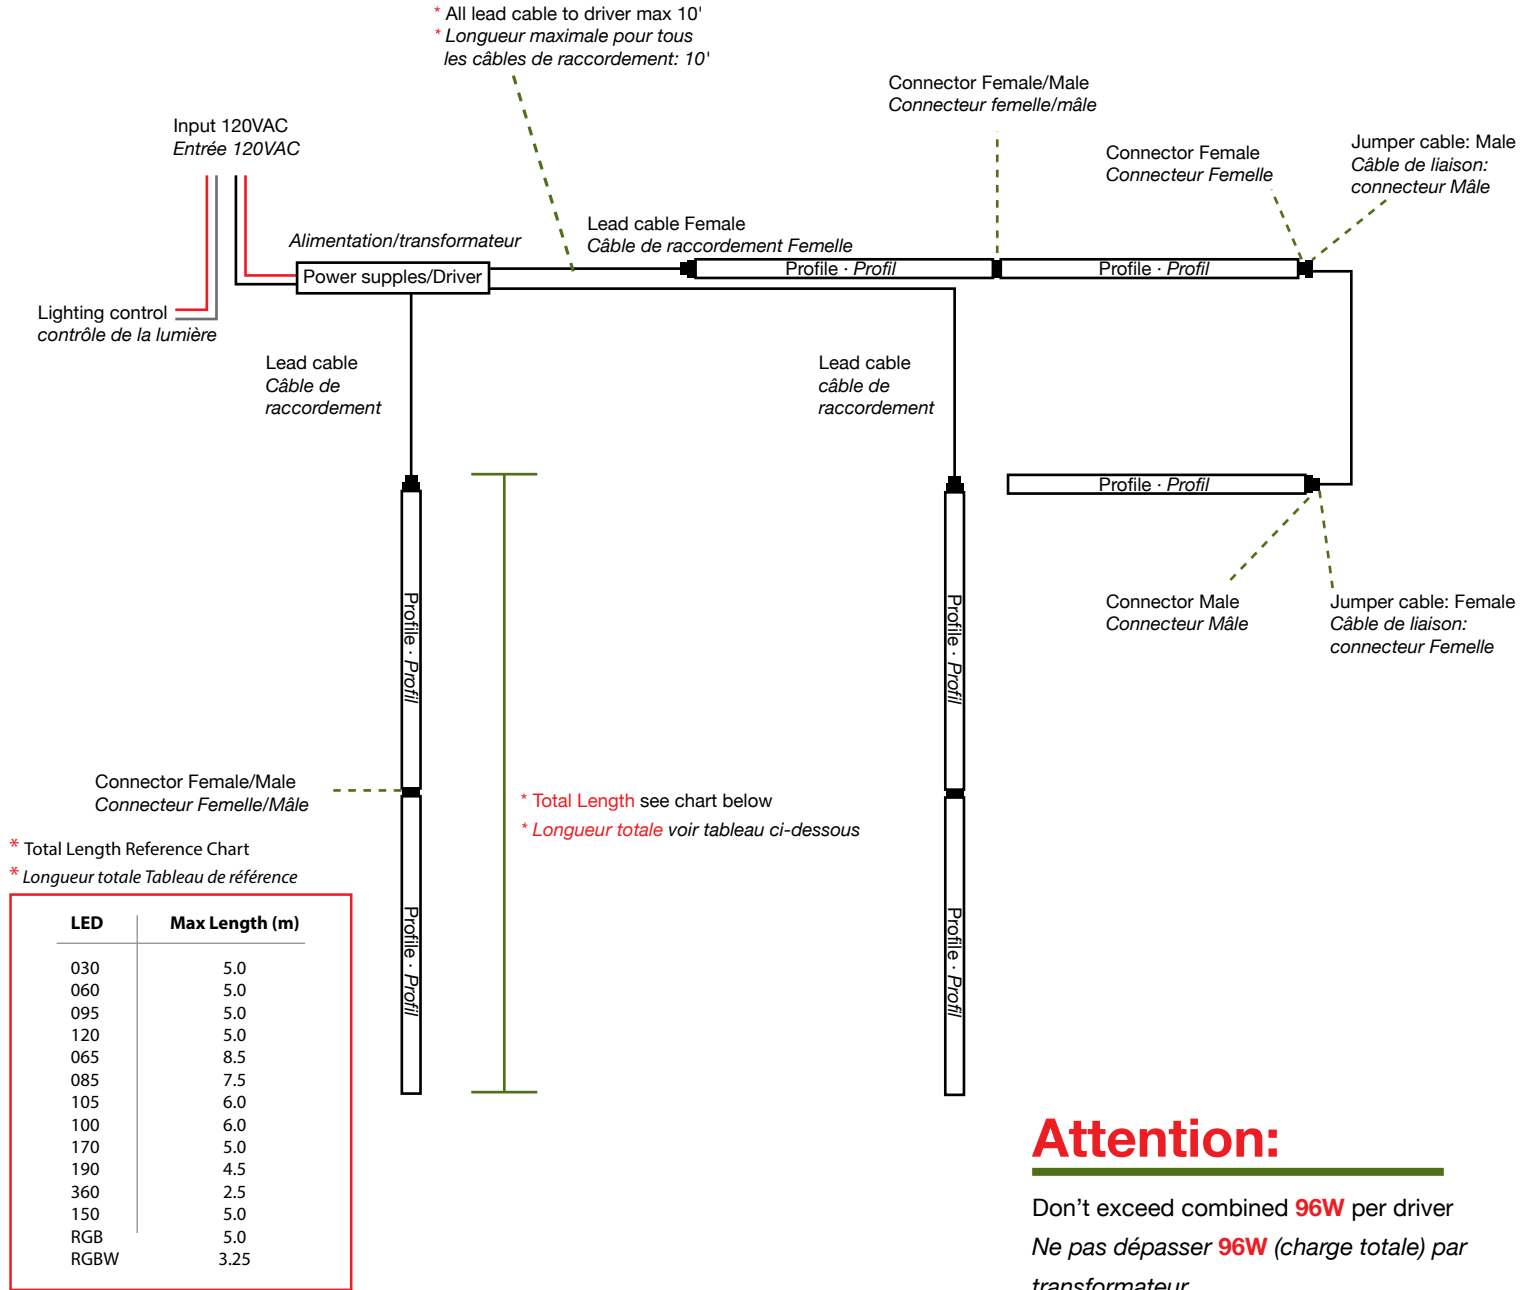 * All lead cable to driver max 10'
* Longueur maximale pour tous
les câbles de raccordement: 10'
Connector Female/Male
Connecteur femelle/mâle
Input 120VAC
Entrée 120VAC
Connector Female
Connecteur Femelle
Jumper cable: Male
Câble de liaison:
connecteur Mâle
Alimentation/transformateur
Power supples/Driver
Lead cable Female
Câble de raccordement Femelle
Profile · Profil
Profile · Profil
Lighting control
contrôle de la lumière
Lead cable
Câble de
raccordement
Lead cable
câble de
raccordement
Profile · Profil
Connector Male
Connecteur Mâle
Jumper cable: Female
Câble de liaison:
connecteur Femelle
Profile · Profil
Profile · Profil
Connector Female/Male
Connecteur Femelle/Mâle
* Total Length see chart below
* Longueur totale voir tableau ci-dessous
Profile · Profil
Profile · Profil
* Total Length Reference Chart
* Longueur totale Tableau de référence
LED Max Length (m)
030 5.0
060 5.0
095 5.0
120 5.0
065 8.5
085 7.5
105 6.0
100 6.0
170 5.0
190 4.5
360 2.5
150 5.0
RGB 5.0
RGBW 3.25
Attention:
Don't exceed combined 96W per driver
Ne pas dépasser 96W (charge totale) par
transformateur